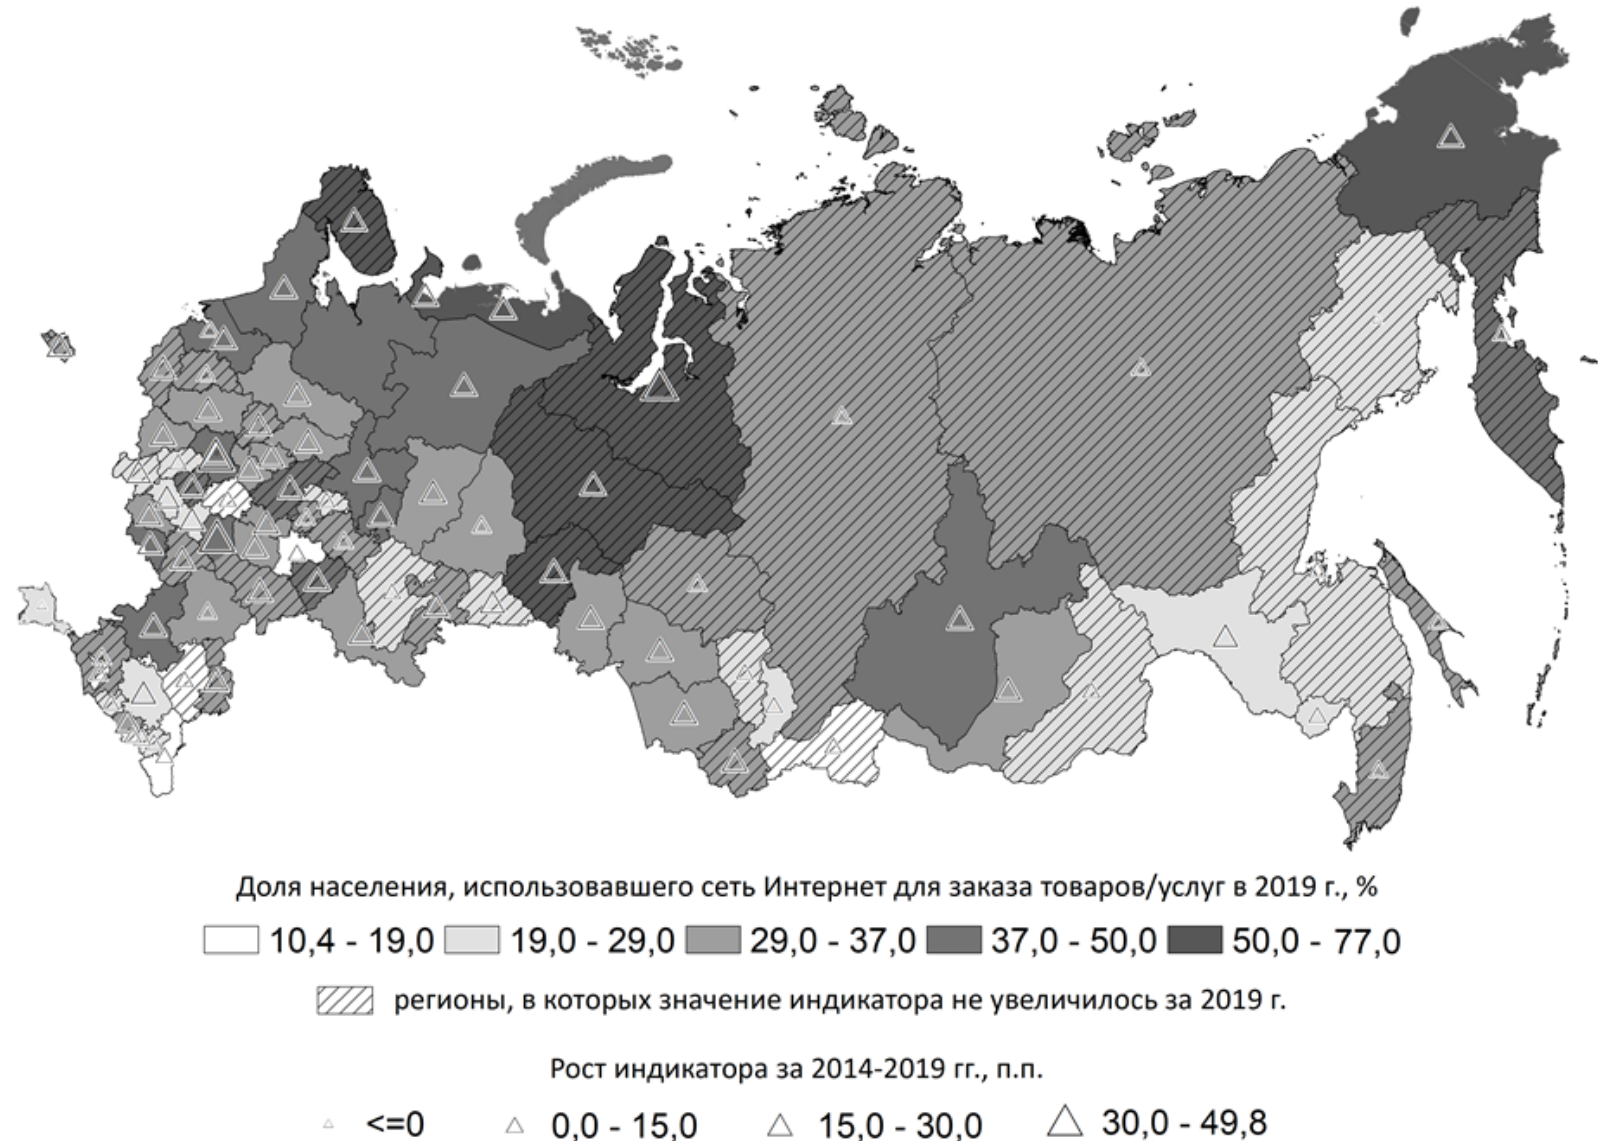 Доля населения, использовавшего сеть Интернет для заказа товаров/услуг в 2019 г., %
10,4 - 19,0 19,0 - 29,0 29,0 - 37,0 37,0 - 50,0 50,0 - 77,0
регионы, в которых значение индикатора не увеличилось за 2019 г.
Рост индикатора за 2014-2019 гг., п.п.
<=0 0,0 - 15,0 15,0 - 30,0 30,0 - 49,8